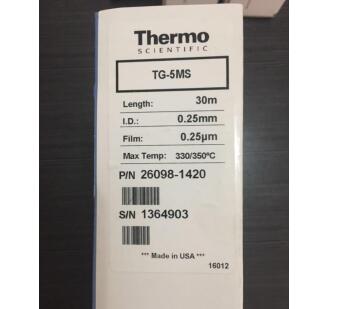 Thermo
SCIENTIFIC
TG-5MS
Length: 30m
I.D.: 0.25mm
Film: 0.25µm
Max Temp: 330/350ºC
P/N 26098-1420
S/N 1364903
*** Made in USA ***
16012